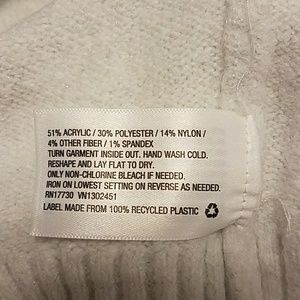 51% ACRYLIC / 30% POLYESTER / 14% NYLON /
4% OTHER FIBER / 1% SPANDEX
TURN GARMENT INSIDE OUT. HAND WASH COLD.
RESHAPE AND LAY FLAT TO DRY.
ONLY NON-CHLORINE BLEACH IF NEEDED.
IRON ON LOWEST SETTING ON REVERSE AS NEEDED.
RN17730 VN1302451
LABEL MADE FROM 100% RECYCLED PLASTIC